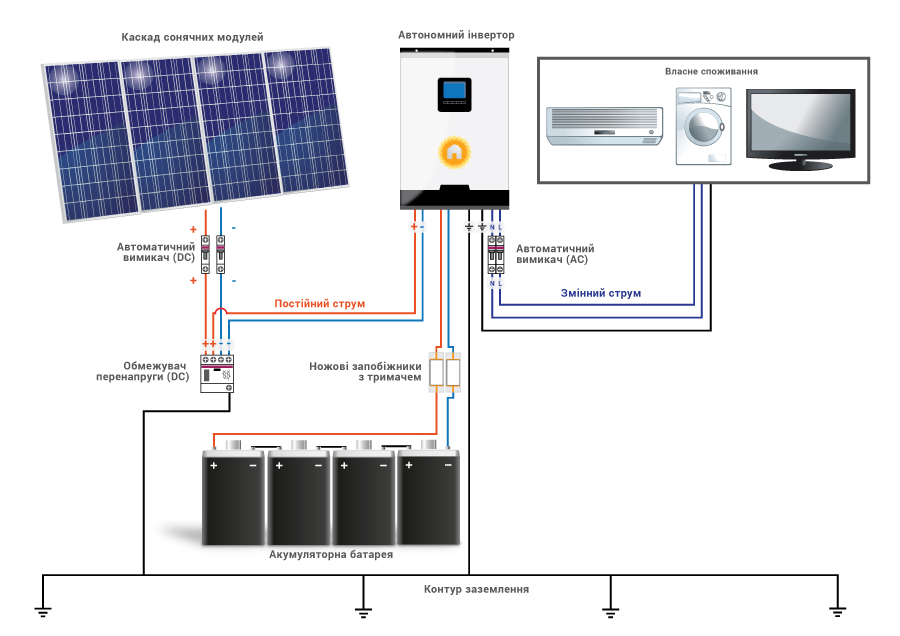 Каскад сонячних модулей
Автономний інвертор
Власне споживання
+ -
Автоматичний
вимикач (DC)
+ -
+ -
N L
Автоматичний
вимикач (AC)
N L
Постійний струм
Змінний струм
+ + - -
Обмежувач
перенапруги (DC)
Ножові запобіжники
з тримачем
+ - + - + - + -
Акумуляторна батарея
Контур заземлення